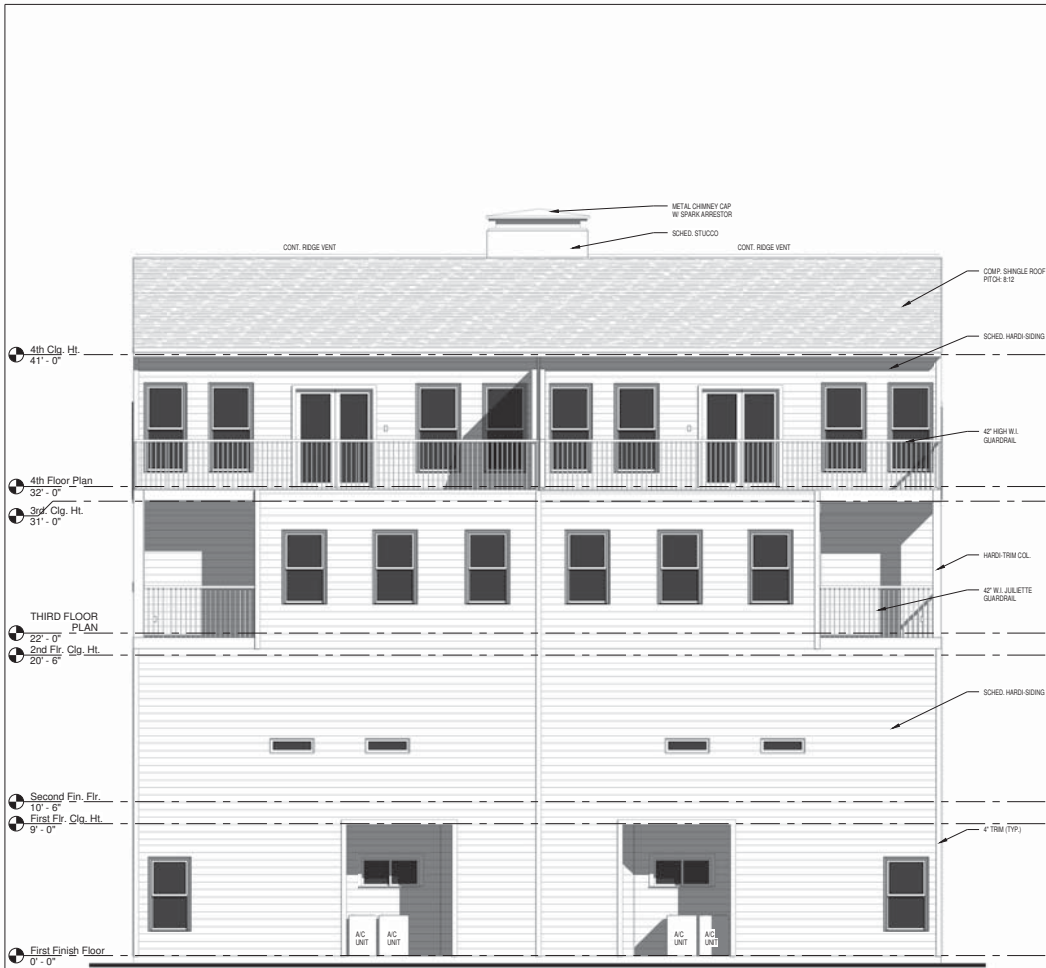 METAL CHIMNEY CAP
W/ SPARK ARRESTOR
SCHED. STUCCO
CONT. RIDGE VENT
CONT. RIDGE VENT
COMP. SHINGLE ROOF
PITCH: 8:12
SCHED. HARDI-SIDING
4th Clg. Ht.
41' - 0"
42" HIGH W.I.
GUARDRAIL
4th Floor Plan
32' - 0"
3rd. Clg. Ht.
31' - 0"
HARDI-TRIM COL.
42" W.I. JULIETTE
GUARDRAIL
THIRD FLOOR
PLAN
22' - 0"
2nd Flr. Clg. Ht.
20' - 6"
SCHED. HARDI-SIDING
Second Fin. Flr.
10' - 6"
First Flr. Clg. Ht.
9' - 0"
4" TRIM (TYP.)
A/C
UNIT
A/C
UNIT
A/C
UNIT
A/C
UNIT
First Finish Floor
0' - 0"